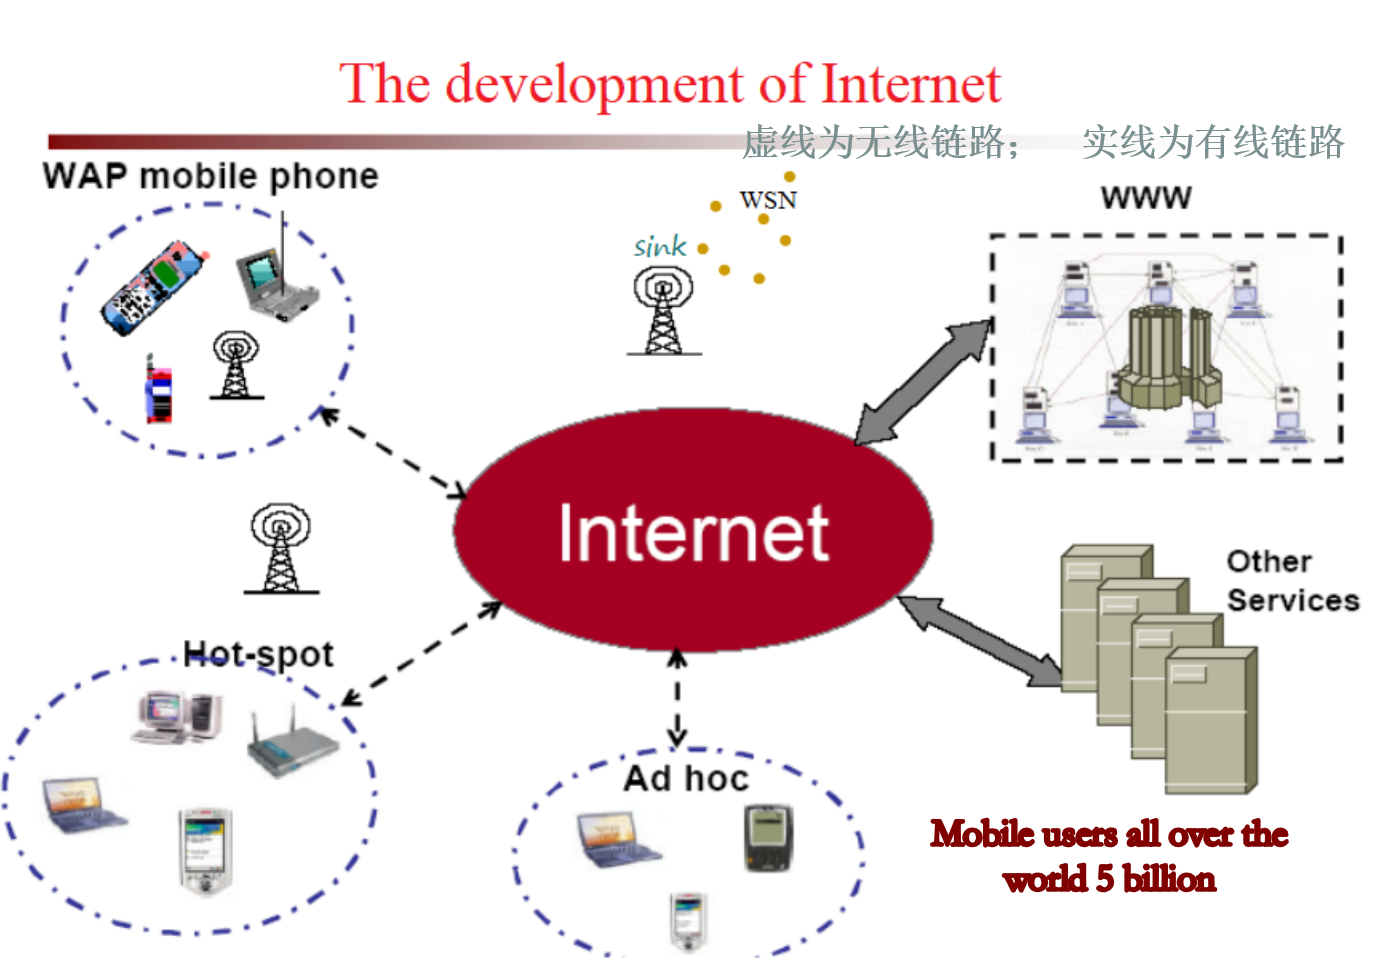 The development of Internet
虚线为无线链路； 实线为有线链路
WAP mobile phone
WSN
sink
WWW
Internet
Other
Services
Hot-spot
Ad hoc
Mobile users all over the
world 5 billion